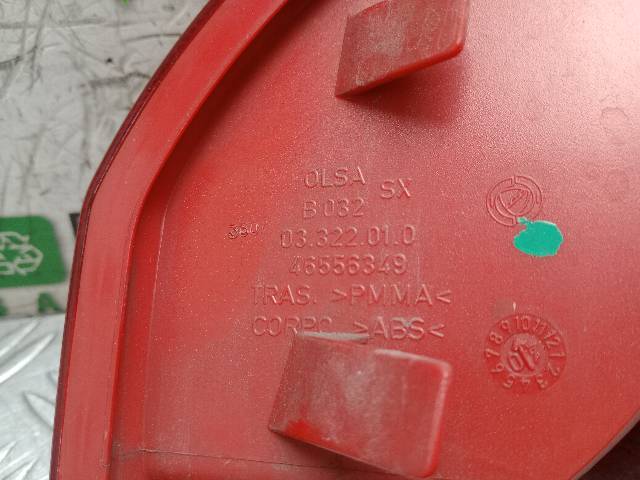 OLSA SX
B032
03.322.01.0
46556349
TRAS. >PMMA<
CORPO >ABS<